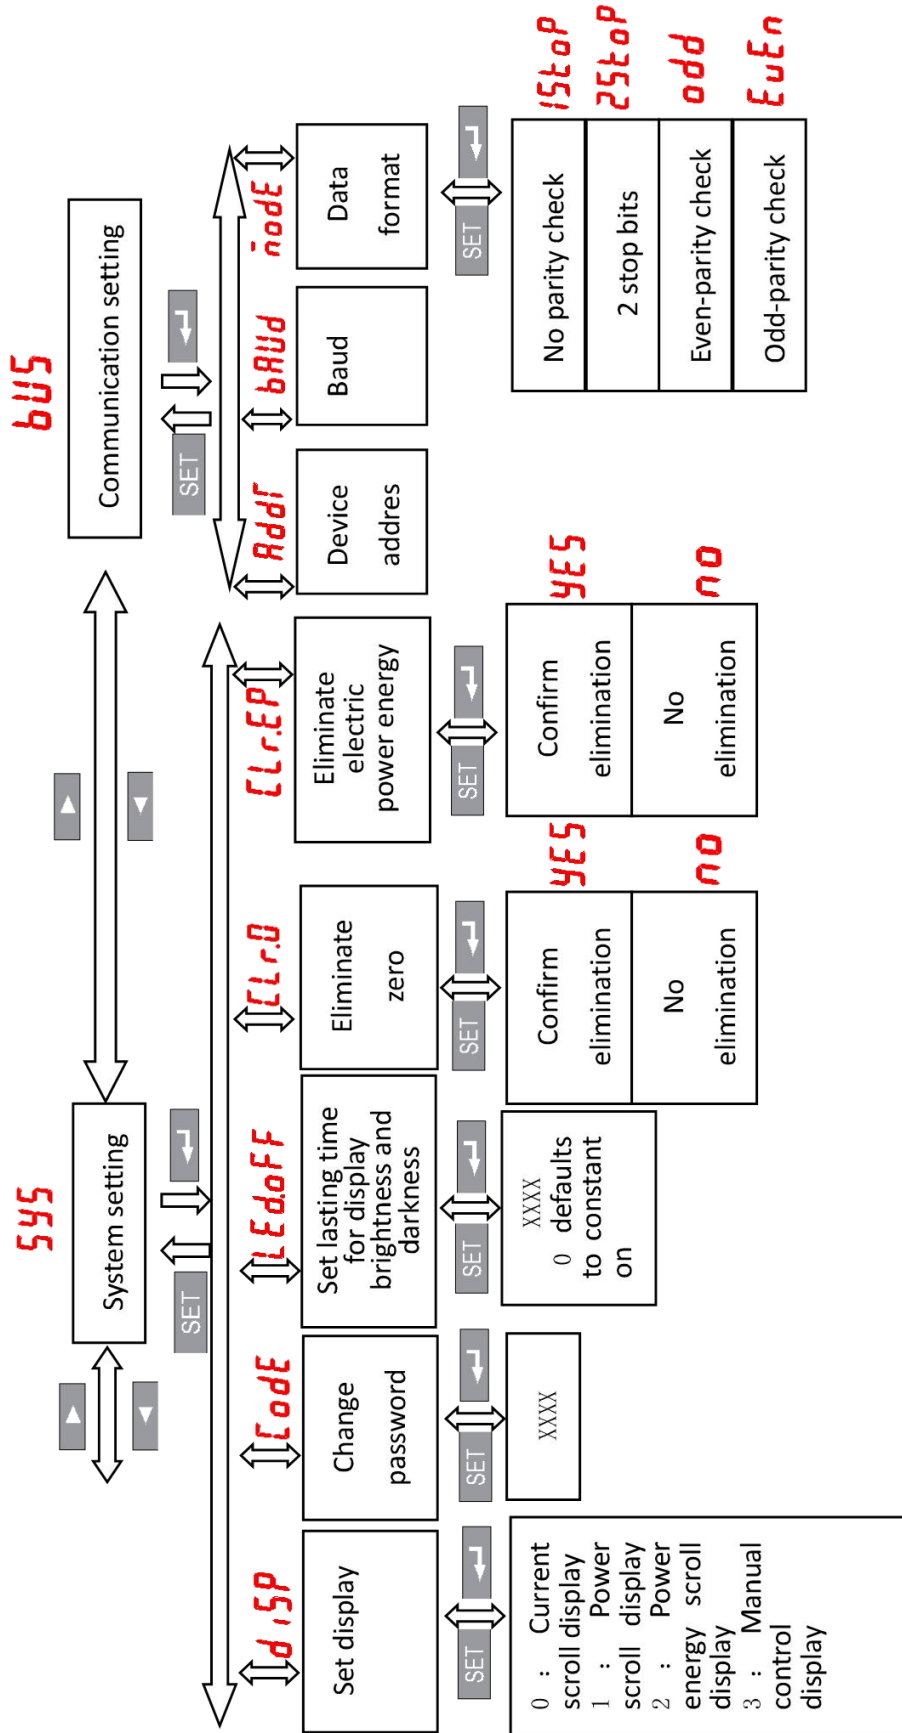 SYS
bUS
System setting
Communication setting
SET
SET
diSP
CodE
LEd.oFF
CLr.0
CLr.EP
Addr
bAUd
modE
Set display
Change
password
Set lasting time
for display
brightness and
darkness
Eliminate
zero
Eliminate
electric
power energy
Device
addres
Baud
Data
format
SET
SET
SET
SET
SET
SET
0 : Current
scroll display
1 : Power
scroll display
2 : Power
energy scroll
display
3 : Manual
control
display
XXXX
XXXX
0 defaults
to constant
on
Confirm
elimination
yES
No
elimination
no
Confirm
elimination
yES
No
elimination
no
No parity check
1StoP
2 stop bits
2StoP
Even-parity check
odd
Odd-parity check
EvEn